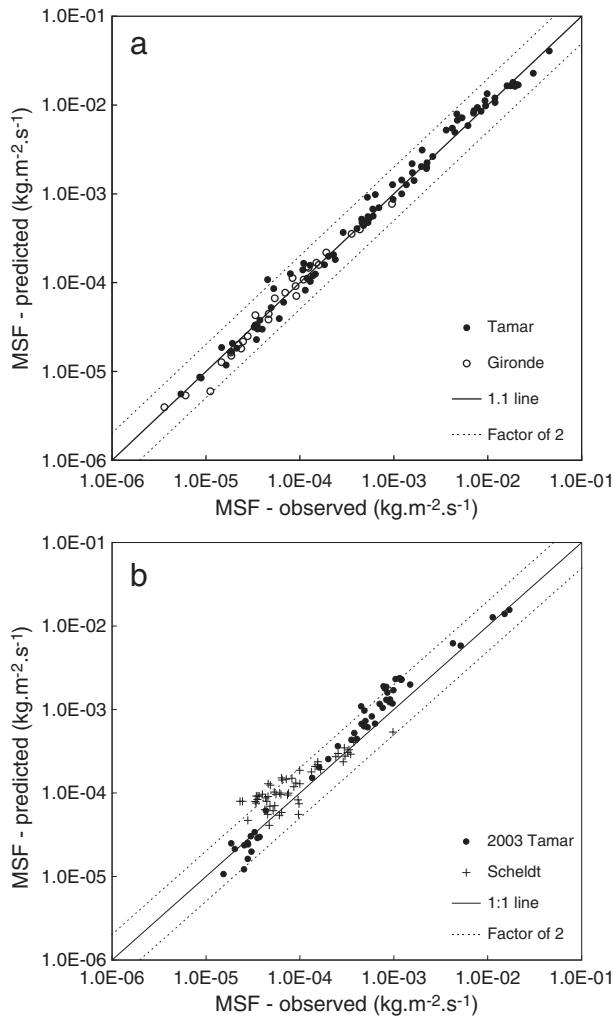 a
1.0E-01
1.0E-02
1.0E-03
1.0E-04
1.0E-05
1.0E-06
MSF - predicted (kg.m⁻².s⁻¹)
Tamar
Gironde
1.1 line
Factor of 2
1.0E-06 1.0E-05 1.0E-04 1.0E-03 1.0E-02 1.0E-01
MSF - observed (kg.m⁻².s⁻¹)
b
1.0E-01
1.0E-02
1.0E-03
1.0E-04
1.0E-05
1.0E-06
MSF - predicted (kg.m⁻².s⁻¹)
2003 Tamar
Scheldt
1:1 line
Factor of 2
1.0E-06 1.0E-05 1.0E-04 1.0E-03 1.0E-02 1.0E-01
MSF - observed (kg.m⁻².s⁻¹)